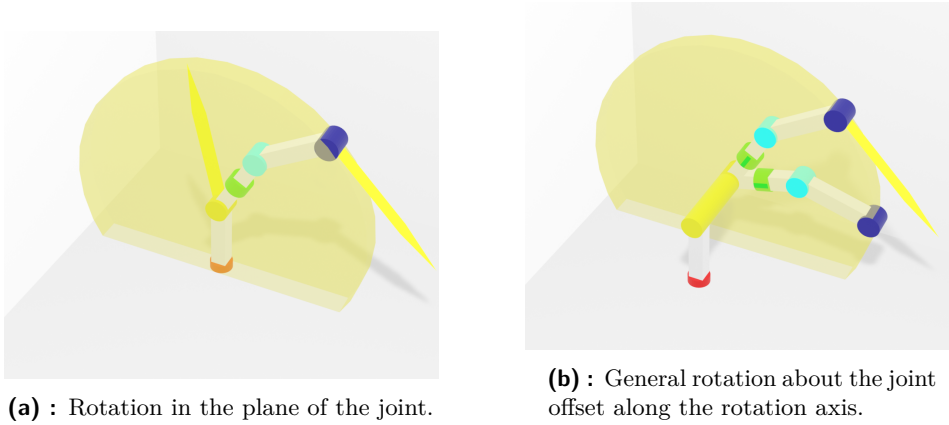 (a) : Rotation in the plane of the joint.
(b) : General rotation about the joint
offset along the rotation axis.